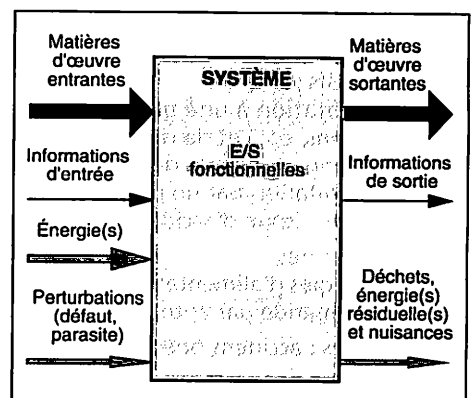 Matières
d'œuvre
entrantes
Informations
d'entrée
Énergie(s)
Perturbations
(défaut,
parasite)
SYSTÈME
E/S
fonctionnelles
Matières
d'œuvre
sortantes
Informations
de sortie
Déchets,
énergie(s)
résiduelle(s)
et nuisances